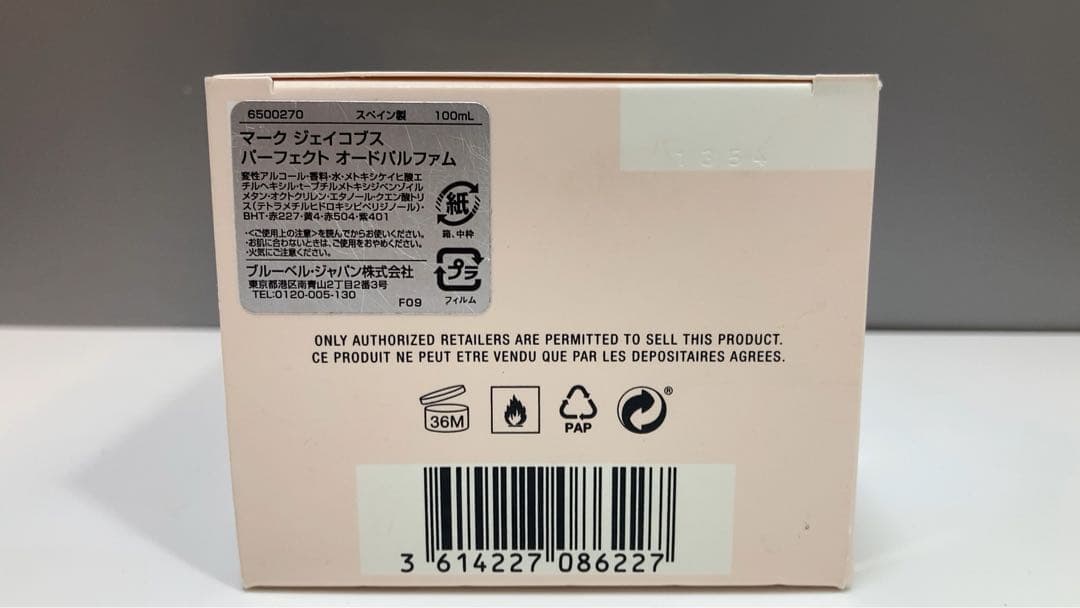 6500270 スペイン製 100mL
マーク ジェイコブス
パーフェクト オードパルファム
変性アルコール・香料・水・メトキシケイヒ酸エ
チルヘキシル・t-ブチルメトキシジベンゾイル
メタン・オクトクリレン・エタノール・クエン酸トリ
ス(テトラメチルヒドロキシピペリジノール)・
BHT・赤227・黄4・赤504・紫401
・<ご使用上の注意>を読んでからお使いください。
・お肌に合わないときは、ご使用をおやめください。
・火気にご注意ください。
紙
箱、中枠
プラ
フィルム
ブルーベル・ジャパン株式会社
東京都港区南青山2丁目2番3号
TEL:0120-005-130 F09
1354
ONLY AUTHORIZED RETAILERS ARE PERMITTED TO SELL THIS PRODUCT.
CE PRODUIT NE PEUT ETRE VENDU QUE PAR LES DEPOSITAIRES AGREES.
36M
PAP
®
3 614227 086227